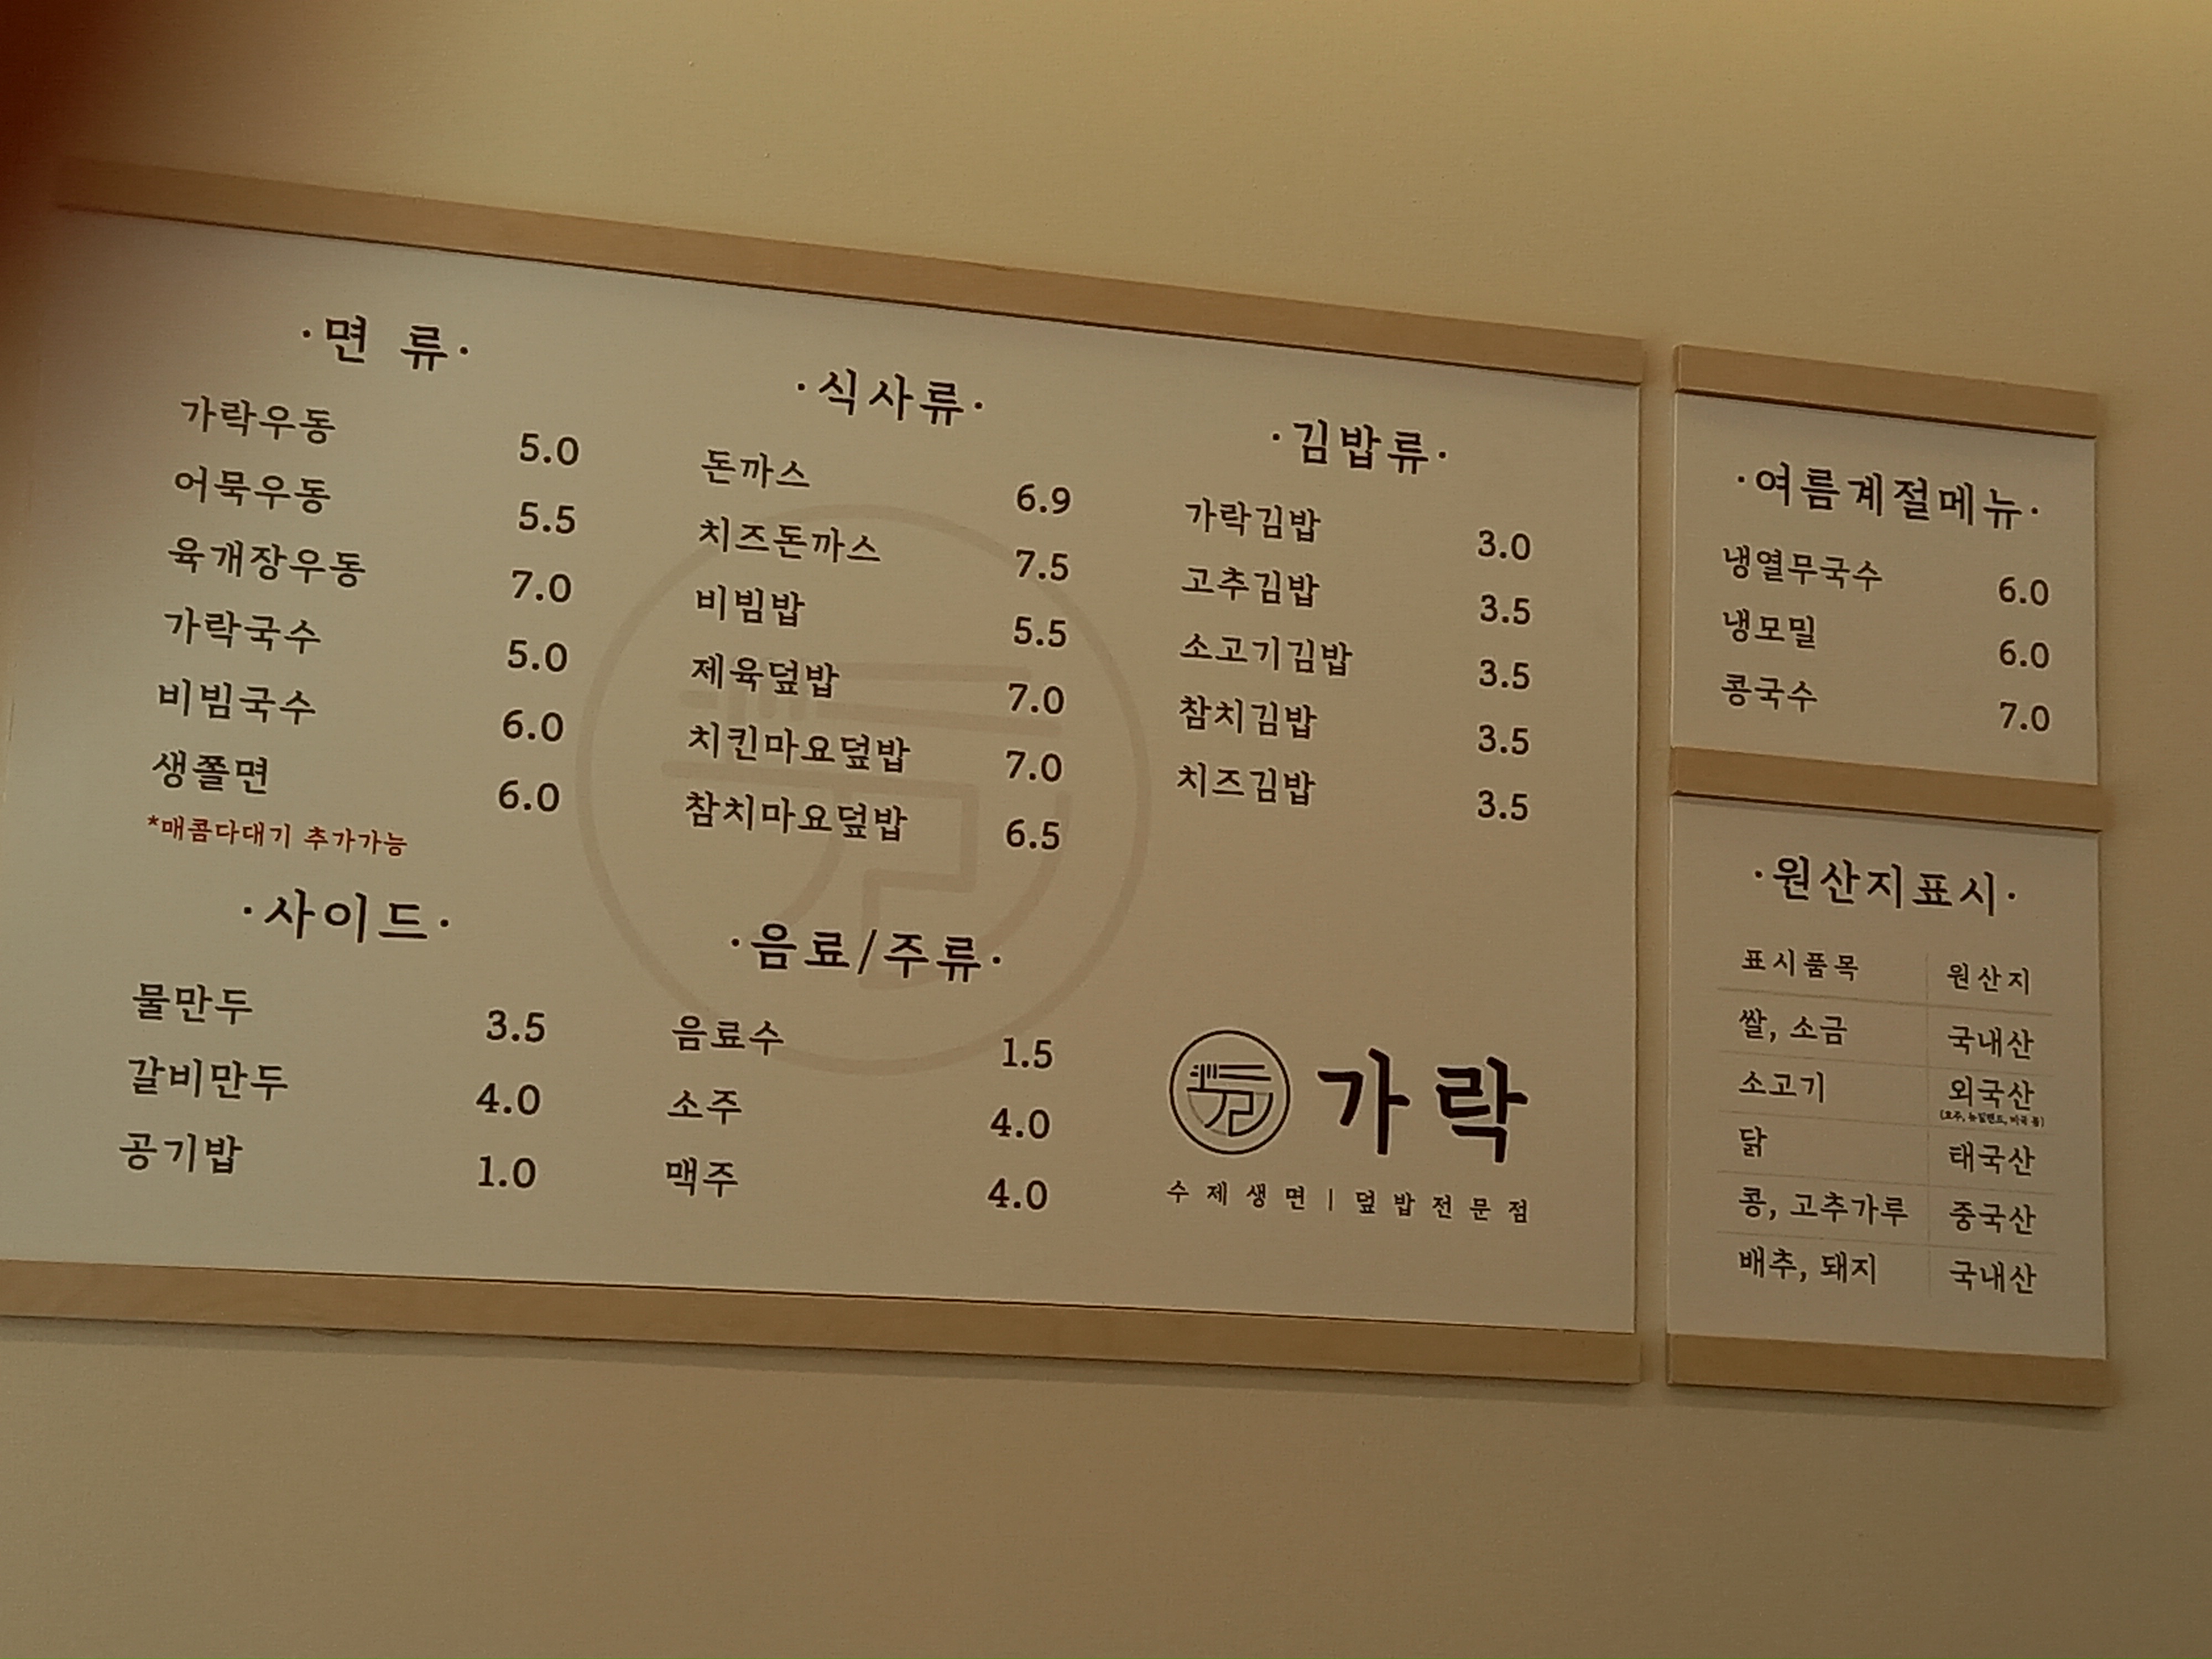 ·면 류·
가락우동 5.0
어묵우동 5.5
육개장우동 7.0
가락국수 5.0
비빔국수 6.0
생쫄면 6.0
*매콤다대기 추가가능
·식사류·
돈까스 6.9
치즈돈까스 7.5
비빔밥 5.5
제육덮밥 7.0
치킨마요덮밥 7.0
참치마요덮밥 6.5
·김밥류·
가락김밥 3.0
고추김밥 3.5
소고기김밥 3.5
참치김밥 3.5
치즈김밥 3.5
·사이드·
물만두 3.5
갈비만두 4.0
공기밥 1.0
·음료/주류·
음료수 1.5
소주 4.0
맥주 4.0
가락
수제생면|덮밥전문점
·여름계절메뉴·
냉열무국수 6.0
냉모밀 6.0
콩국수 7.0
·원산지표시·
표시품목 원산지
쌀, 소금 국내산
소고기 외국산
(호주, 뉴질랜드, 미국 등)
닭 태국산
콩, 고추가루 중국산
배추, 돼지 국내산